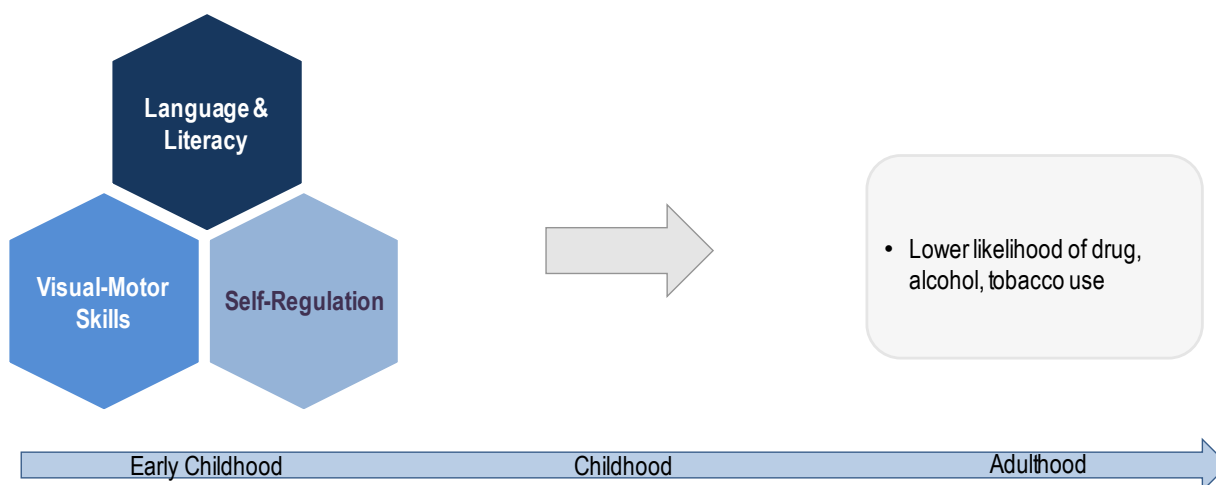 Language &
Literacy
Visual-Motor
Skills
Self-Regulation
• Lower likelihood of drug,
alcohol, tobacco use
Early Childhood
Childhood
Adulthood